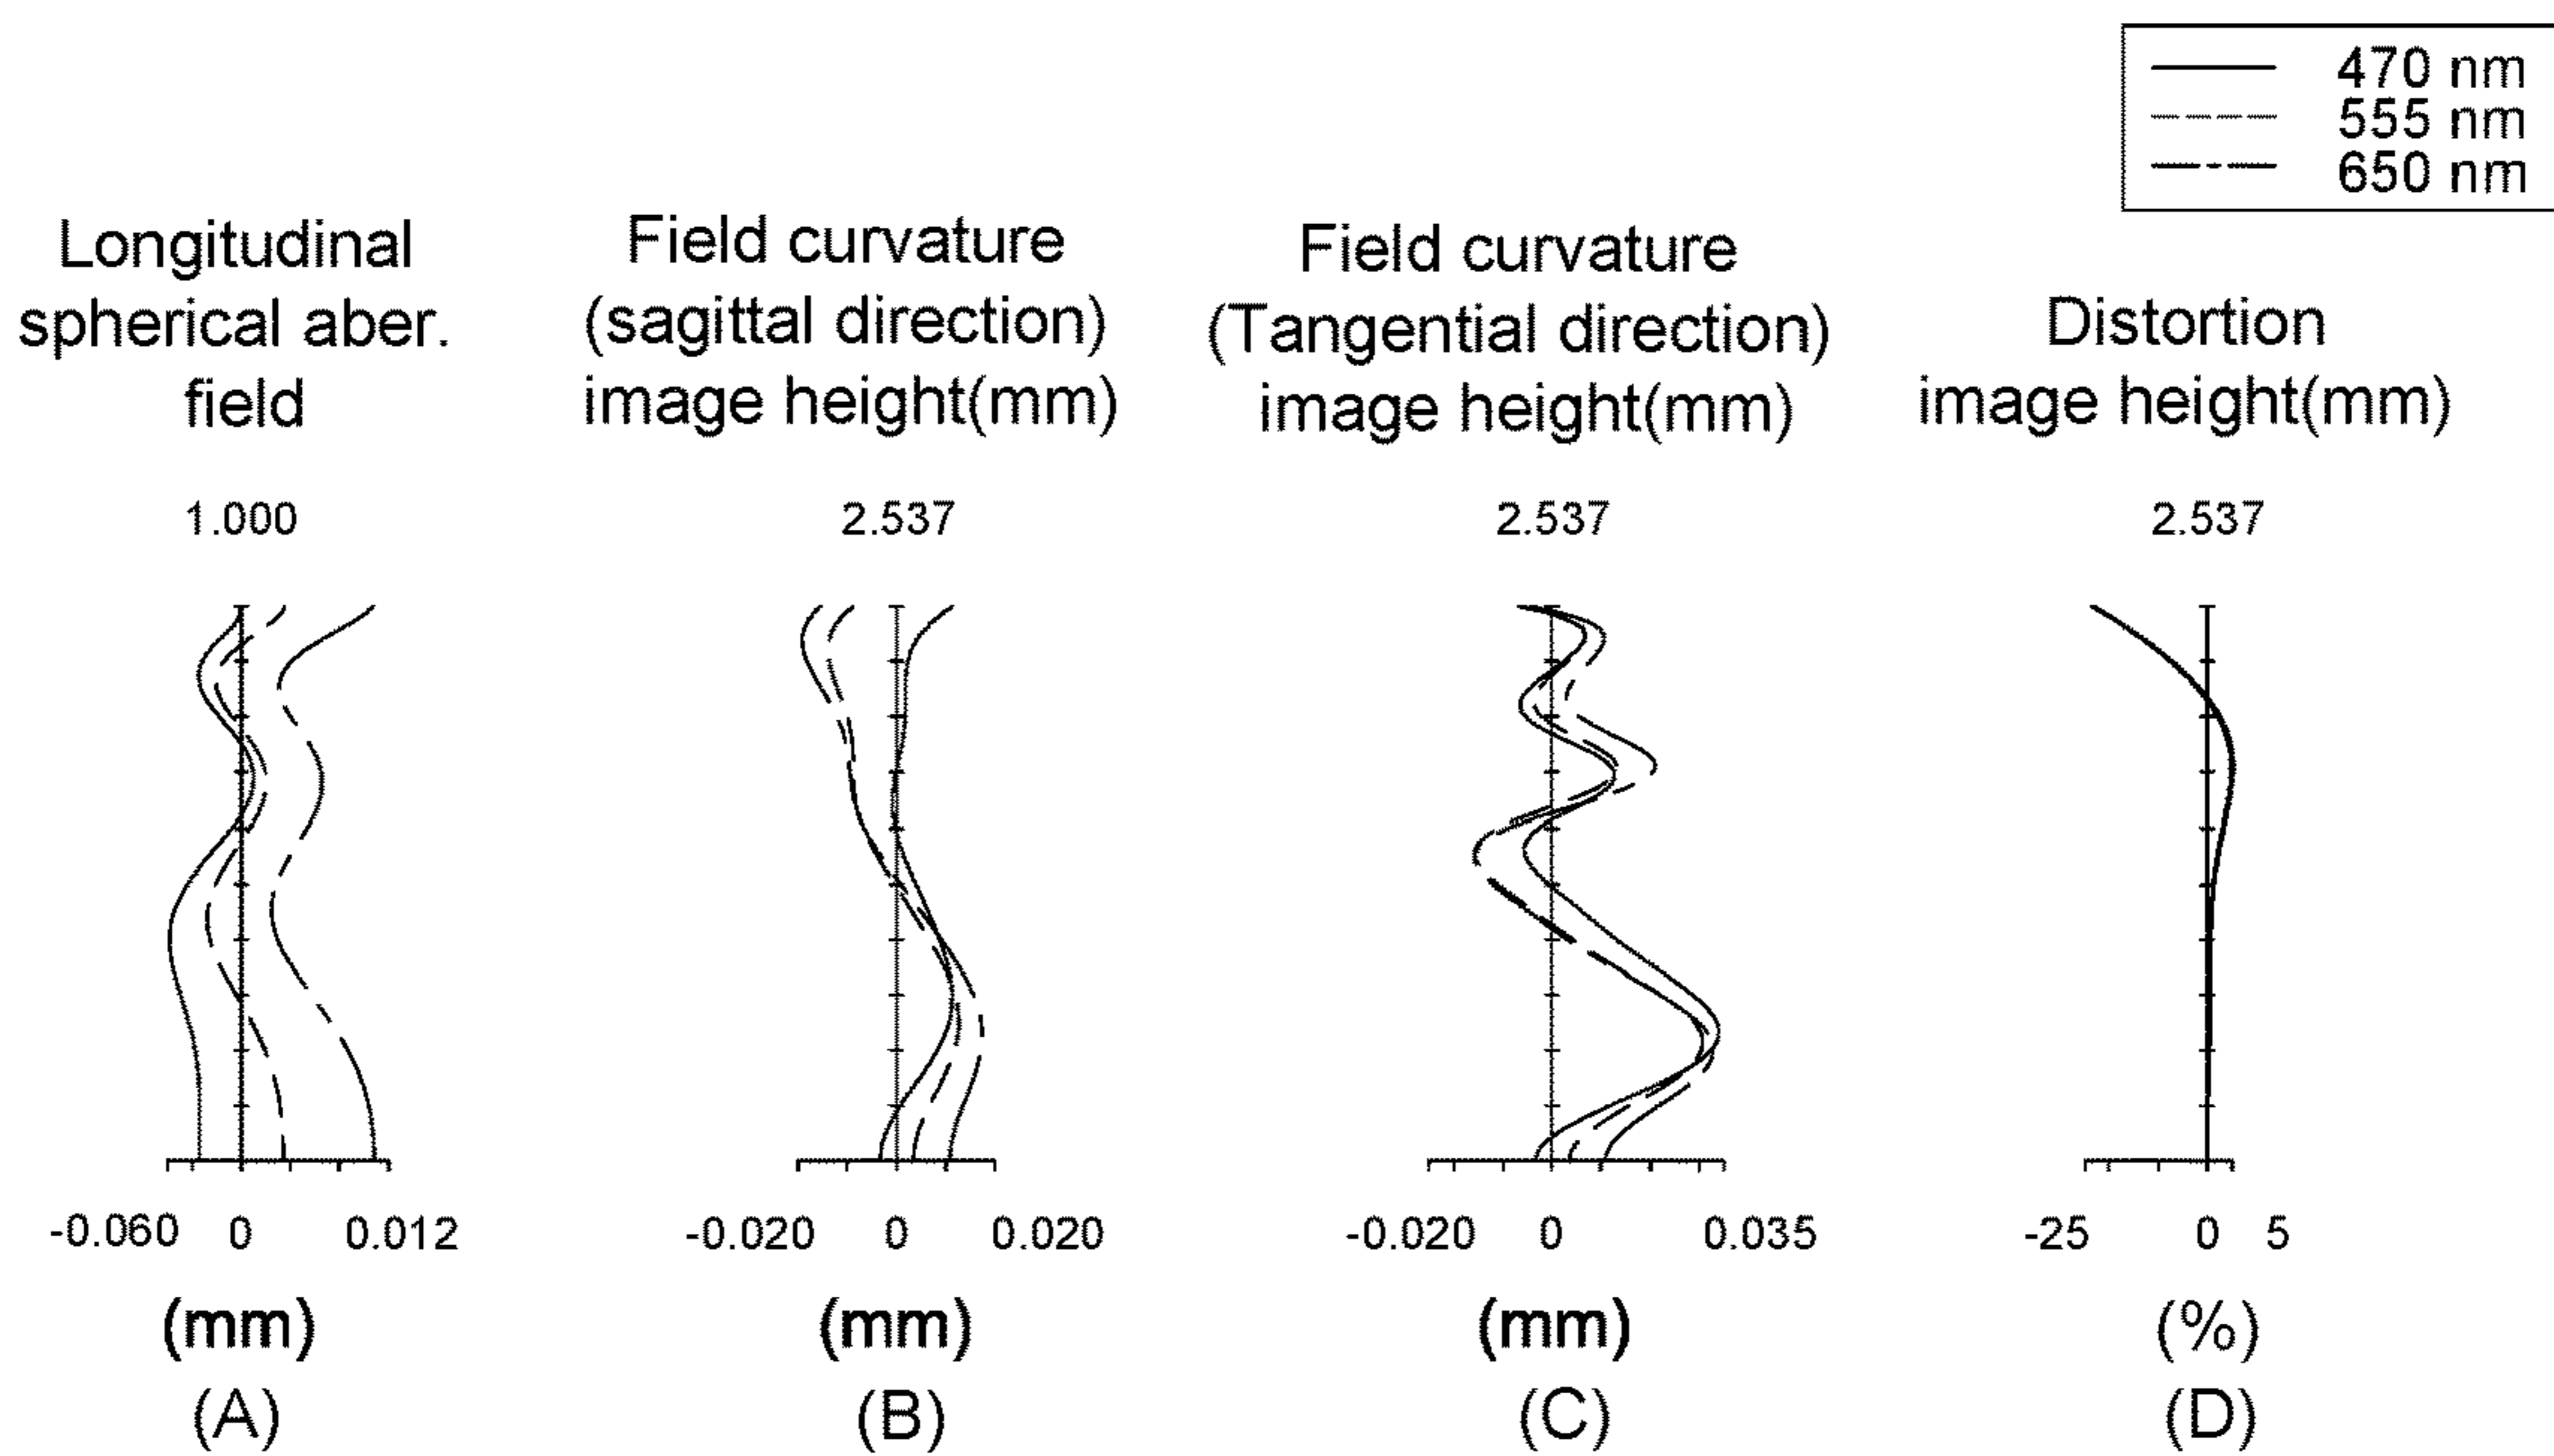 470 nm
555 nm
650 nm
Longitudinal
spherical aber.
field
1.000
-0.060 0 0.012
(mm)
(A)
Field curvature
(sagittal direction)
image height(mm)
2.537
-0.020 0 0.020
(mm)
(B)
Field curvature
(Tangential direction)
image height(mm)
2.537
-0.020 0 0.035
(mm)
(C)
Distortion
image height(mm)
2.537
-25 0 5
(%)
(D)